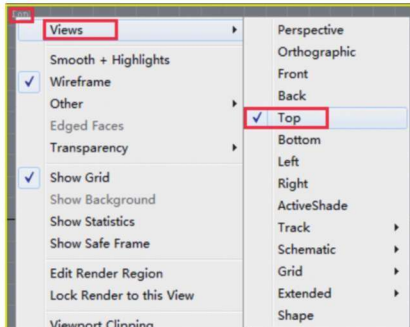 Views
Smooth + Highlights
Wireframe
Other
Edged Faces
Transparency
Show Grid
Show Background
Show Statistics
Show Safe Frame
Edit Render Region
Lock Render to this View
Viewport Clipping
Perspective
Orthographic
Front
Back
Top
Bottom
Left
Right
ActiveShade
Track
Schematic
Grid
Extended
Shape